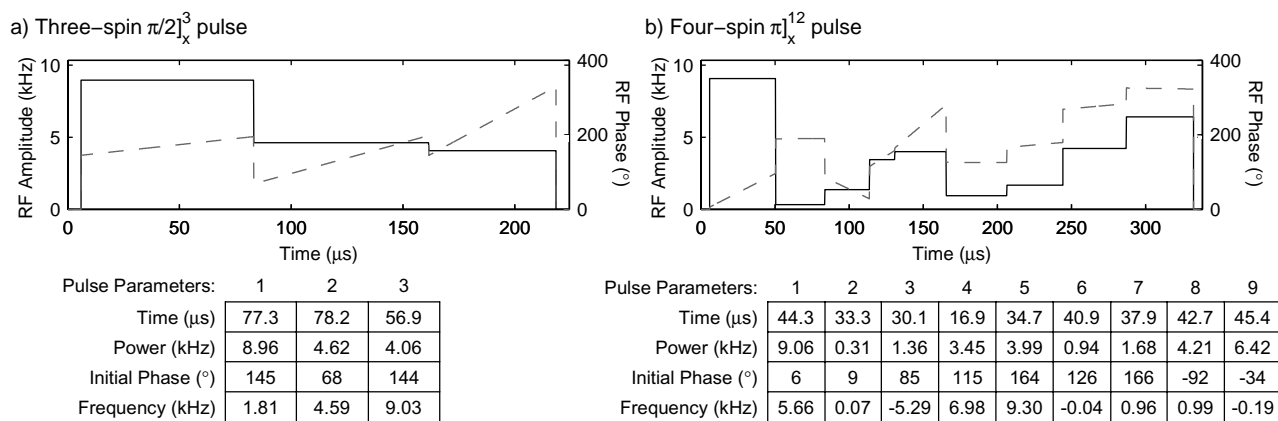 a) Three−spin π/2]³ₓ pulse
b) Four−spin π]¹²ₓ pulse
10
5
0
RF Amplitude (kHz)
400
200
0
RF Phase (°)
0 50 100 150 200
Time (μs)
10
5
0
RF Amplitude (kHz)
400
200
0
RF Phase (°)
0 50 100 150 200 250 300
Time (μs)
Pulse Parameters: 1 2 3
Time (μs) 77.3 78.2 56.9
Power (kHz) 8.96 4.62 4.06
Initial Phase (°) 145 68 144
Frequency (kHz) 1.81 4.59 9.03
Pulse Parameters: 1 2 3 4 5 6 7 8 9
Time (μs) 44.3 33.3 30.1 16.9 34.7 40.9 37.9 42.7 45.4
Power (kHz) 9.06 0.31 1.36 3.45 3.99 0.94 1.68 4.21 6.42
Initial Phase (°) 6 9 85 115 164 126 166 -92 -34
Frequency (kHz) 5.66 0.07 -5.29 6.98 9.30 -0.04 0.96 0.99 -0.19